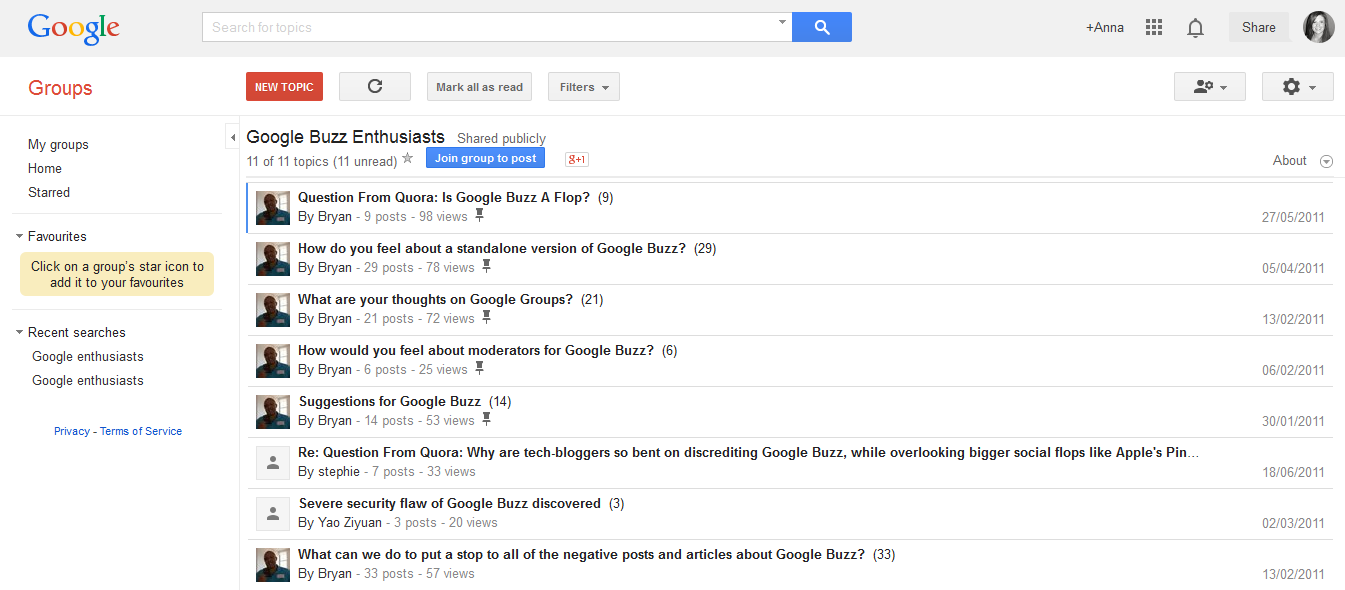 Google
Search for topics
+Anna
Share
Groups
NEW TOPIC
Mark all as read
Filters
My groups
Home
Starred
Favourites
Click on a group's star icon to
add it to your favourites
Recent searches
Google enthusiasts
Google enthusiasts
Privacy - Terms of Service
Google Buzz Enthusiasts Shared publicly
11 of 11 topics (11 unread)
Join group to post
g+1
About
Question From Quora: Is Google Buzz A Flop? (9)
By Bryan - 9 posts - 98 views
27/05/2011
How do you feel about a standalone version of Google Buzz? (29)
By Bryan - 29 posts - 78 views
05/04/2011
What are your thoughts on Google Groups? (21)
By Bryan - 21 posts - 72 views
13/02/2011
How would you feel about moderators for Google Buzz? (6)
By Bryan - 6 posts - 25 views
06/02/2011
Suggestions for Google Buzz (14)
By Bryan - 14 posts - 53 views
30/01/2011
Re: Question From Quora: Why are tech-bloggers so bent on discrediting Google Buzz, while overlooking bigger social flops like Apple's Pin…
By stephie - 7 posts - 33 views
18/06/2011
Severe security flaw of Google Buzz discovered (3)
By Yao Ziyuan - 3 posts - 20 views
02/03/2011
What can we do to put a stop to all of the negative posts and articles about Google Buzz? (33)
By Bryan - 33 posts - 57 views
13/02/2011